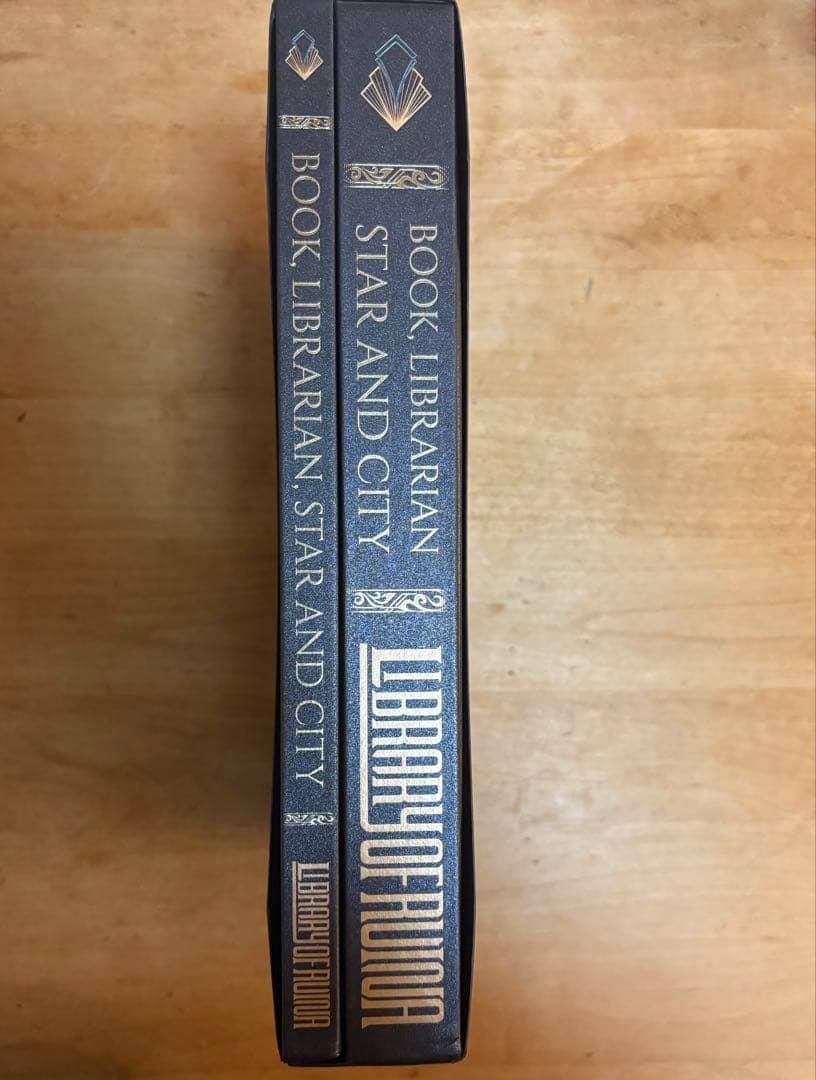 BOOK, LIBRARIAN, STAR AND CITY
LIBRARY OF RUINA
BOOK, LIBRARIAN
STAR AND CITY
LIBRARY OF RUINA